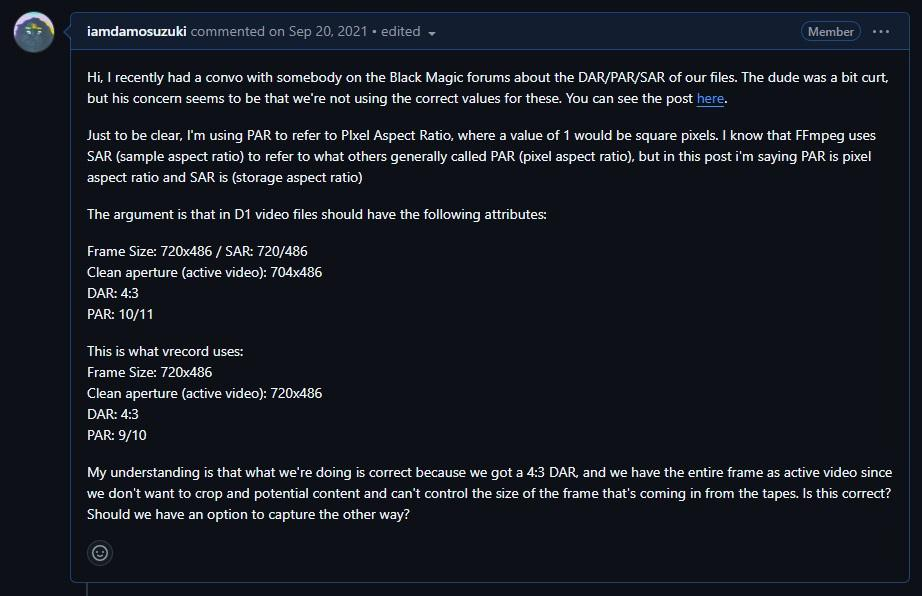 iamdamosuzuki commented on Sep 20, 2021 • edited
Member
Hi, I recently had a convo with somebody on the Black Magic forums about the DAR/PAR/SAR of our files. The dude was a bit curt,
but his concern seems to be that we're not using the correct values for these. You can see the post here.
Just to be clear, I'm using PAR to refer to PIxel Aspect Ratio, where a value of 1 would be square pixels. I know that FFmpeg uses
SAR (sample aspect ratio) to refer to what others generally called PAR (pixel aspect ratio), but in this post i'm saying PAR is pixel
aspect ratio and SAR is (storage aspect ratio)
The argument is that in D1 video files should have the following attributes:
Frame Size: 720x486 / SAR: 720/486
Clean aperture (active video): 704x486
DAR: 4:3
PAR: 10/11
This is what vrecord uses:
Frame Size: 720x486
Clean aperture (active video): 720x486
DAR: 4:3
PAR: 9/10
My understanding is that what we're doing is correct because we got a 4:3 DAR, and we have the entire frame as active video since
we don't want to crop and potential content and can't control the size of the frame that's coming in from the tapes. Is this correct?
Should we have an option to capture the other way?